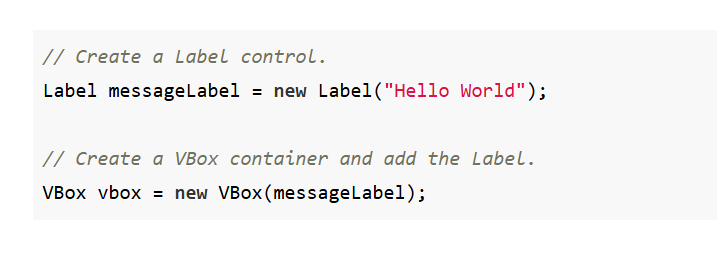 // Create a Label control.
Label messageLabel = new Label("Hello World");
// Create a VBox container and add the Label.
VBox vbox = new VBox(messageLabel);